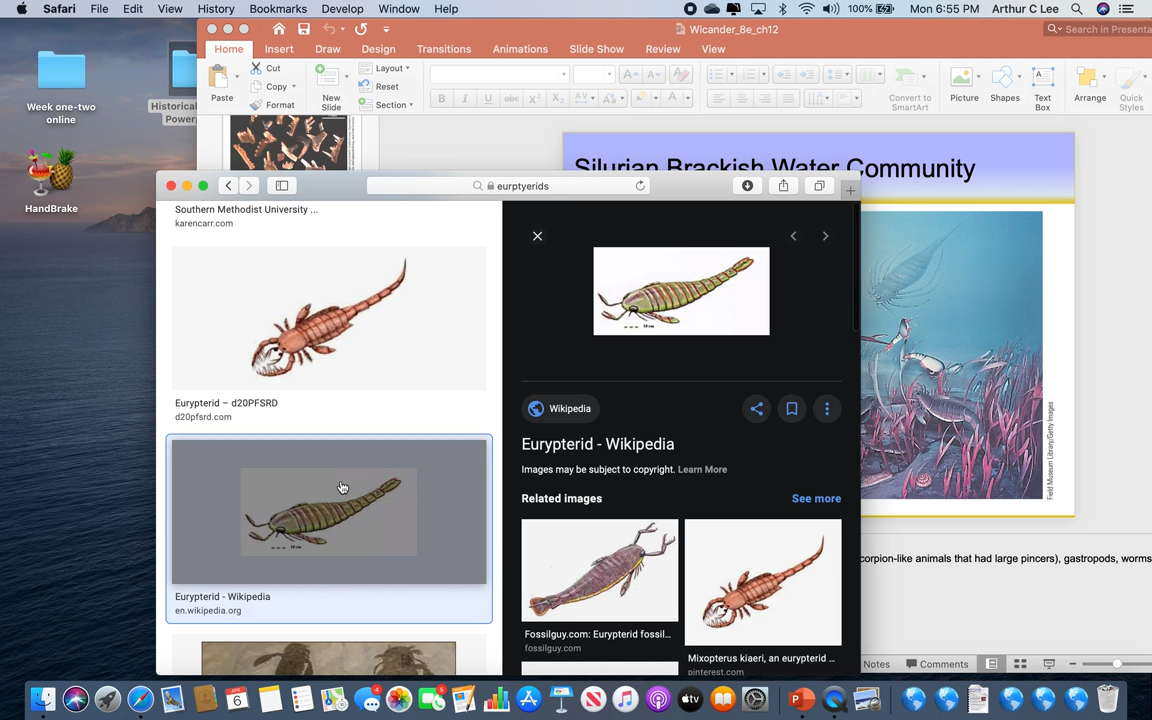 Safari File Edit View History Bookmarks Develop Window Help
100% Mon 6:55 PM Arthur C Lee
Wicander_8e_ch12
Search in Presenta
Home Insert Draw Design Transitions Animations Slide Show Review View
Paste
Cut
Copy
Format
New
Slide
Layout
Reset
Section
Convert to
SmartArt
Picture
Shapes
Text
Box
Arrange
Quick
Styles
Week one-two
online
Historical
Powerp
HandBrake
Silurian Brackish Water Community
eurptyerids
Southern Methodist University ...
karencarr.com
Eurypterid – d20PFSRD
d20pfsrd.com
Eurypterid - Wikipedia
en.wikipedia.org
Wikipedia
Eurypterid - Wikipedia
Images may be subject to copyright. Learn More
Related images See more
Fossilguy.com: Eurypterid fossil...
fossilguy.com
Mixopterus kiaeri, an eurypterid ...
pinterest.com
Field Museum Library/Getty Images
corpion-like animals that had large pincers), gastropods, worms
Notes Comments